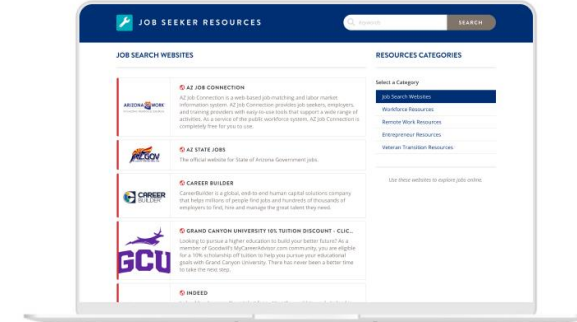 JOB SEEKER RESOURCES
keyword
SEARCH
JOB SEARCH WEBSITES
ARIZONA@WORK
AZ JOB CONNECTION
AZ Job Connection is a web-based job matching and labor market
information system. AZ Job Connection provides job seekers, employers,
and training providers with easy-to-use tools that support a wide range of
activities. As a service of the public workforce system, AZ Job Connection is
completely free for you to use.
AZ.GOV
AZ STATE JOBS
The official website for State of Arizona Government jobs.
CAREER
BUILDER
CAREER BUILDER
CareerBuilder is a global, end-to-end human capital solutions company
that helps millions of people find jobs and hundreds of thousands of
employers to find, hire and manage the great talent they need.
GCU
GRAND CANYON UNIVERSITY 10% TUITION DISCOUNT - CLIC...
Looking to pursue a higher education to build your better future? As a
member of Goodwill's MyCareerAdvisor.com community, you are eligible
for a 10% scholarship off tuition to help you pursue your educational
goals with Grand Canyon University. There has never been a better time
to take the next step.
INDEED
RESOURCES CATEGORIES
Select a Category
Job Search Websites
Workforce Resources
Remote Work Resources
Entrepreneur Resources
Veteran Transition Resources
Use these websites to explore jobs online.